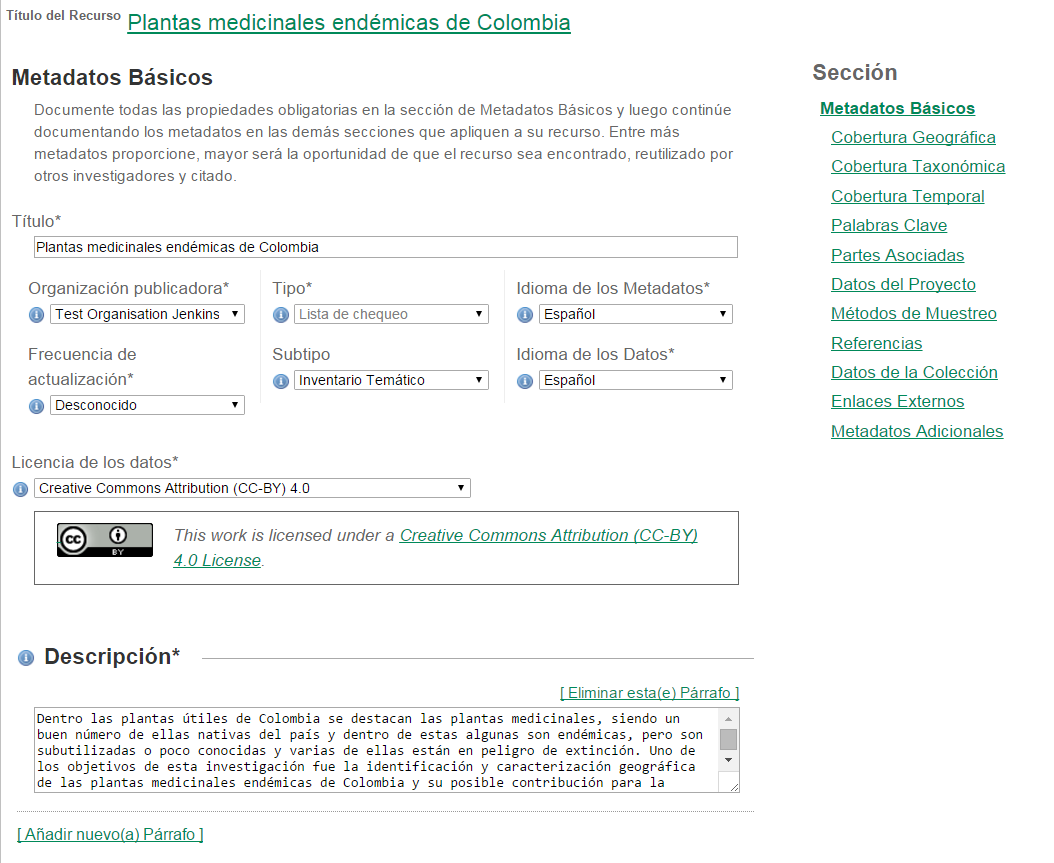 Título del Recurso Plantas medicinales endémicas de Colombia
Metadatos Básicos
Documente todas las propiedades obligatorias en la sección de Metadatos Básicos y luego continúe
documentando los metadatos en las demás secciones que apliquen a su recurso. Entre más
metadatos proporcione, mayor será la oportunidad de que el recurso sea encontrado, reutilizado por
otros investigadores y citado.
Título*
Plantas medicinales endémicas de Colombia
Organización publicadora*
Test Organisation Jenkins
Tipo*
Lista de chequeo
Idioma de los Metadatos*
Español
Frecuencia de
actualización*
Desconocido
Subtipo
Inventario Temático
Idioma de los Datos*
Español
Licencia de los datos*
Creative Commons Attribution (CC-BY) 4.0
cc
BY
This work is licensed under a Creative Commons Attribution (CC-BY)
4.0 License.
Descripción*
[ Eliminar esta(e) Párrafo ]
Dentro las plantas útiles de Colombia se destacan las plantas medicinales, siendo un
buen número de ellas nativas del país y dentro de estas algunas son endémicas, pero son
subutilizadas o poco conocidas y varias de ellas están en peligro de extinción. Uno de
los objetivos de esta investigación fue la identificación y caracterización geográfica
de las plantas medicinales endémicas de Colombia y su posible contribución para la
[ Añadir nuevo(a) Párrafo ]
Sección
Metadatos Básicos
Cobertura Geográfica
Cobertura Taxonómica
Cobertura Temporal
Palabras Clave
Partes Asociadas
Datos del Proyecto
Métodos de Muestreo
Referencias
Datos de la Colección
Enlaces Externos
Metadatos Adicionales